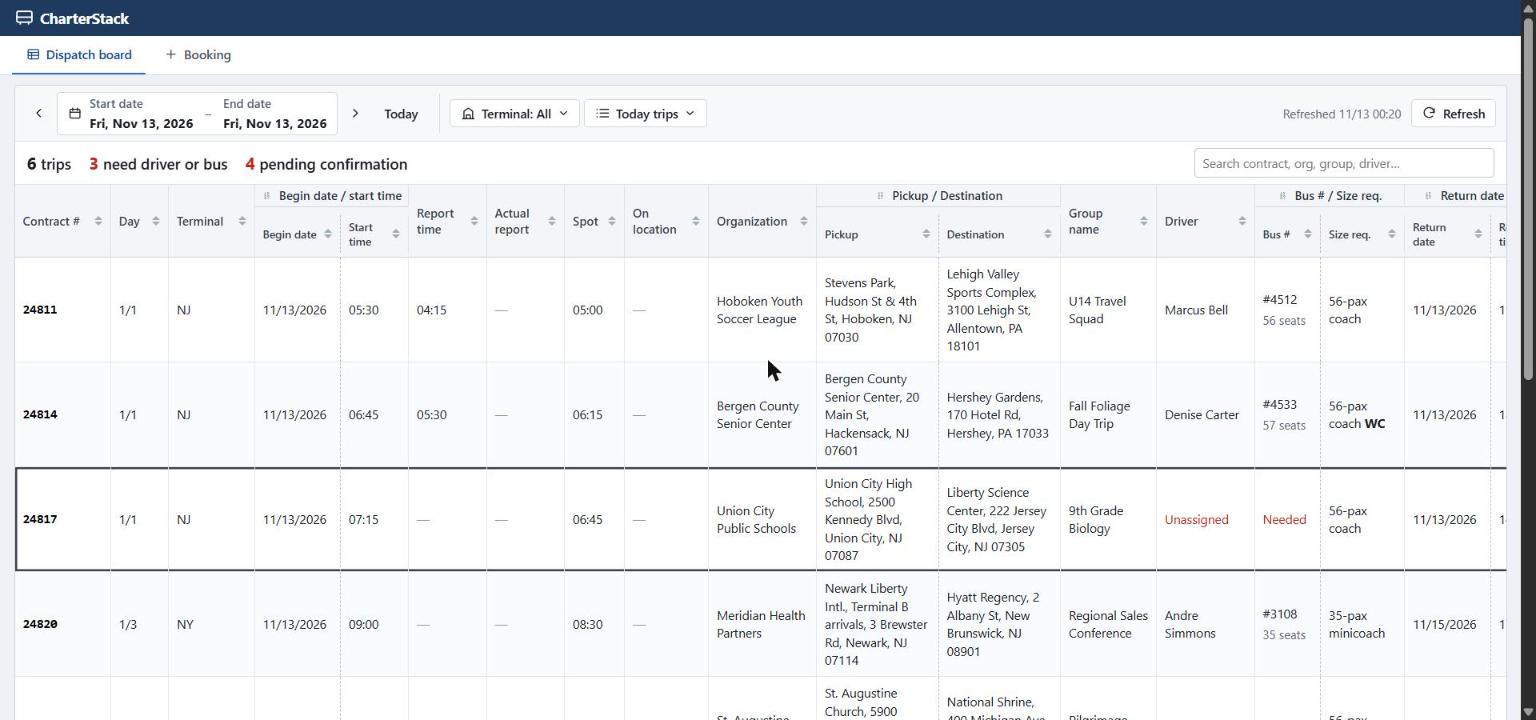 CharterStack
Dispatch board
Booking
Start date
Fri, Nov 13, 2026
–
End date
Fri, Nov 13, 2026
Today
Terminal: All
Today trips
Refreshed 11/13 00:20
Refresh
6 trips
3 need driver or bus
4 pending confirmation
Search contract, org, group, driver...
Contract #
Day
Terminal
Begin date / start time
Begin date
Start
time
Report
time
Actual
report
Spot
On
location
Organization
Pickup / Destination
Pickup
Destination
Group
name
Driver
Bus # / Size req.
Bus #
Size req.
Return date
Return
date
24811
1/1
NJ
11/13/2026
05:30
04:15
—
05:00
—
Hoboken Youth
Soccer League
Stevens Park,
Hudson St & 4th
St, Hoboken, NJ
07030
Lehigh Valley
Sports Complex,
3100 Lehigh St,
Allentown, PA
18101
U14 Travel
Squad
Marcus Bell
#4512
56 seats
56-pax
coach
11/13/2026
24814
1/1
NJ
11/13/2026
06:45
05:30
—
06:15
—
Bergen County
Senior Center
Bergen County
Senior Center, 20
Main St,
Hackensack, NJ
07601
Hershey Gardens,
170 Hotel Rd,
Hershey, PA 17033
Fall Foliage
Day Trip
Denise Carter
#4533
57 seats
56-pax
coach WC
11/13/2026
24817
1/1
NJ
11/13/2026
07:15
—
—
06:45
—
Union City
Public Schools
Union City High
School, 2500
Kennedy Blvd,
Union City, NJ
07087
Liberty Science
Center, 222 Jersey
City Blvd, Jersey
City, NJ 07305
9th Grade
Biology
Unassigned
Needed
56-pax
coach
11/13/2026
24820
1/3
NY
11/13/2026
09:00
—
—
08:30
—
Meridian Health
Partners
Newark Liberty
Intl., Terminal B
arrivals, 3 Brewster
Rd, Newark, NJ
07114
Hyatt Regency, 2
Albany St, New
Brunswick, NJ
08901
Regional Sales
Conference
Andre
Simmons
#3108
35 seats
35-pax
minicoach
11/15/2026
St. Augustine
Church, 5900
National Shrine,
400 Michigan Ave
St. Augustine
Pilgrimage
56-pax